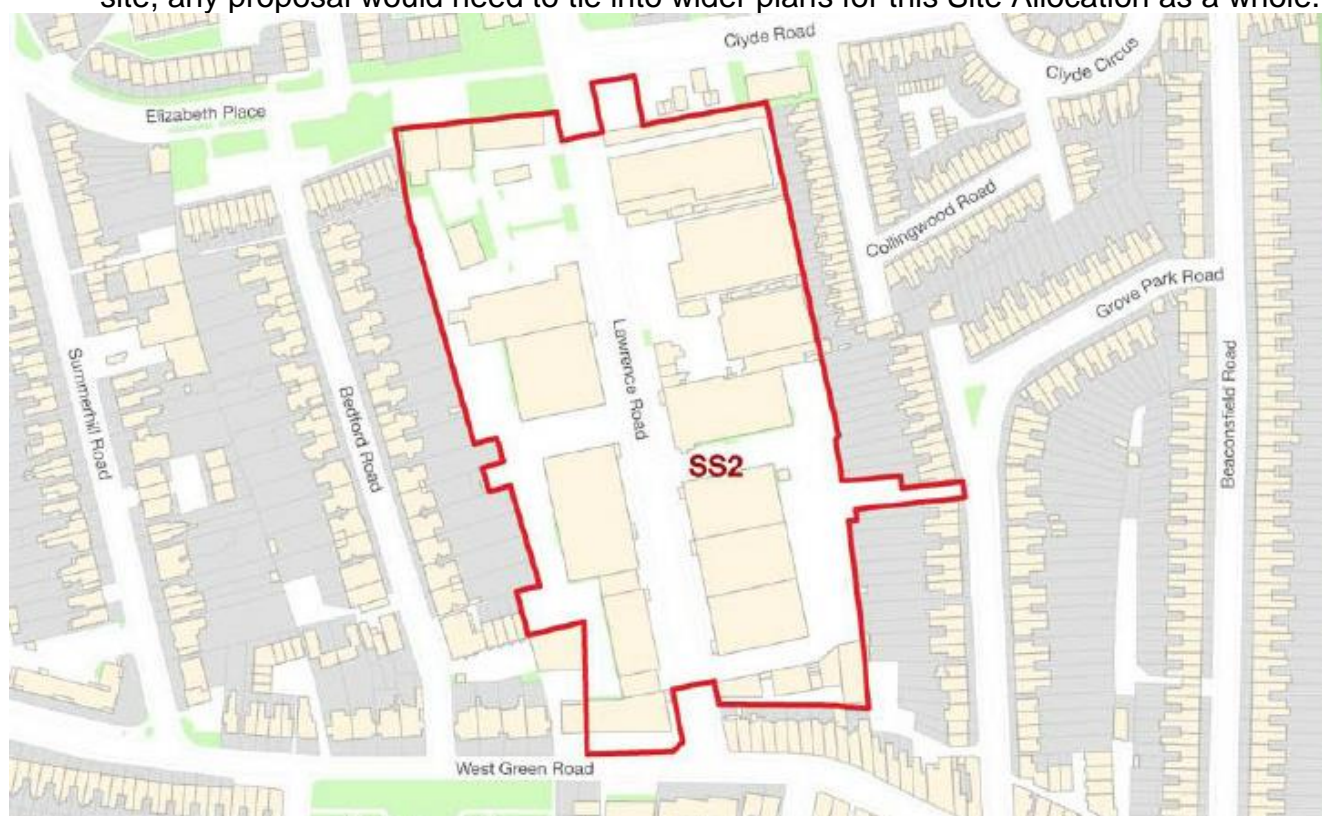 site, any proposal would need to tie into wider plans for this Site Allocation as a whole.
Clyde Road
Clyde Circus
Elizabeth Place
Collingwood Road
Grove Park Road
Lawrence Road
Summerhill Road
Bedford Road
Beaconsfield Road
SS2
West Green Road